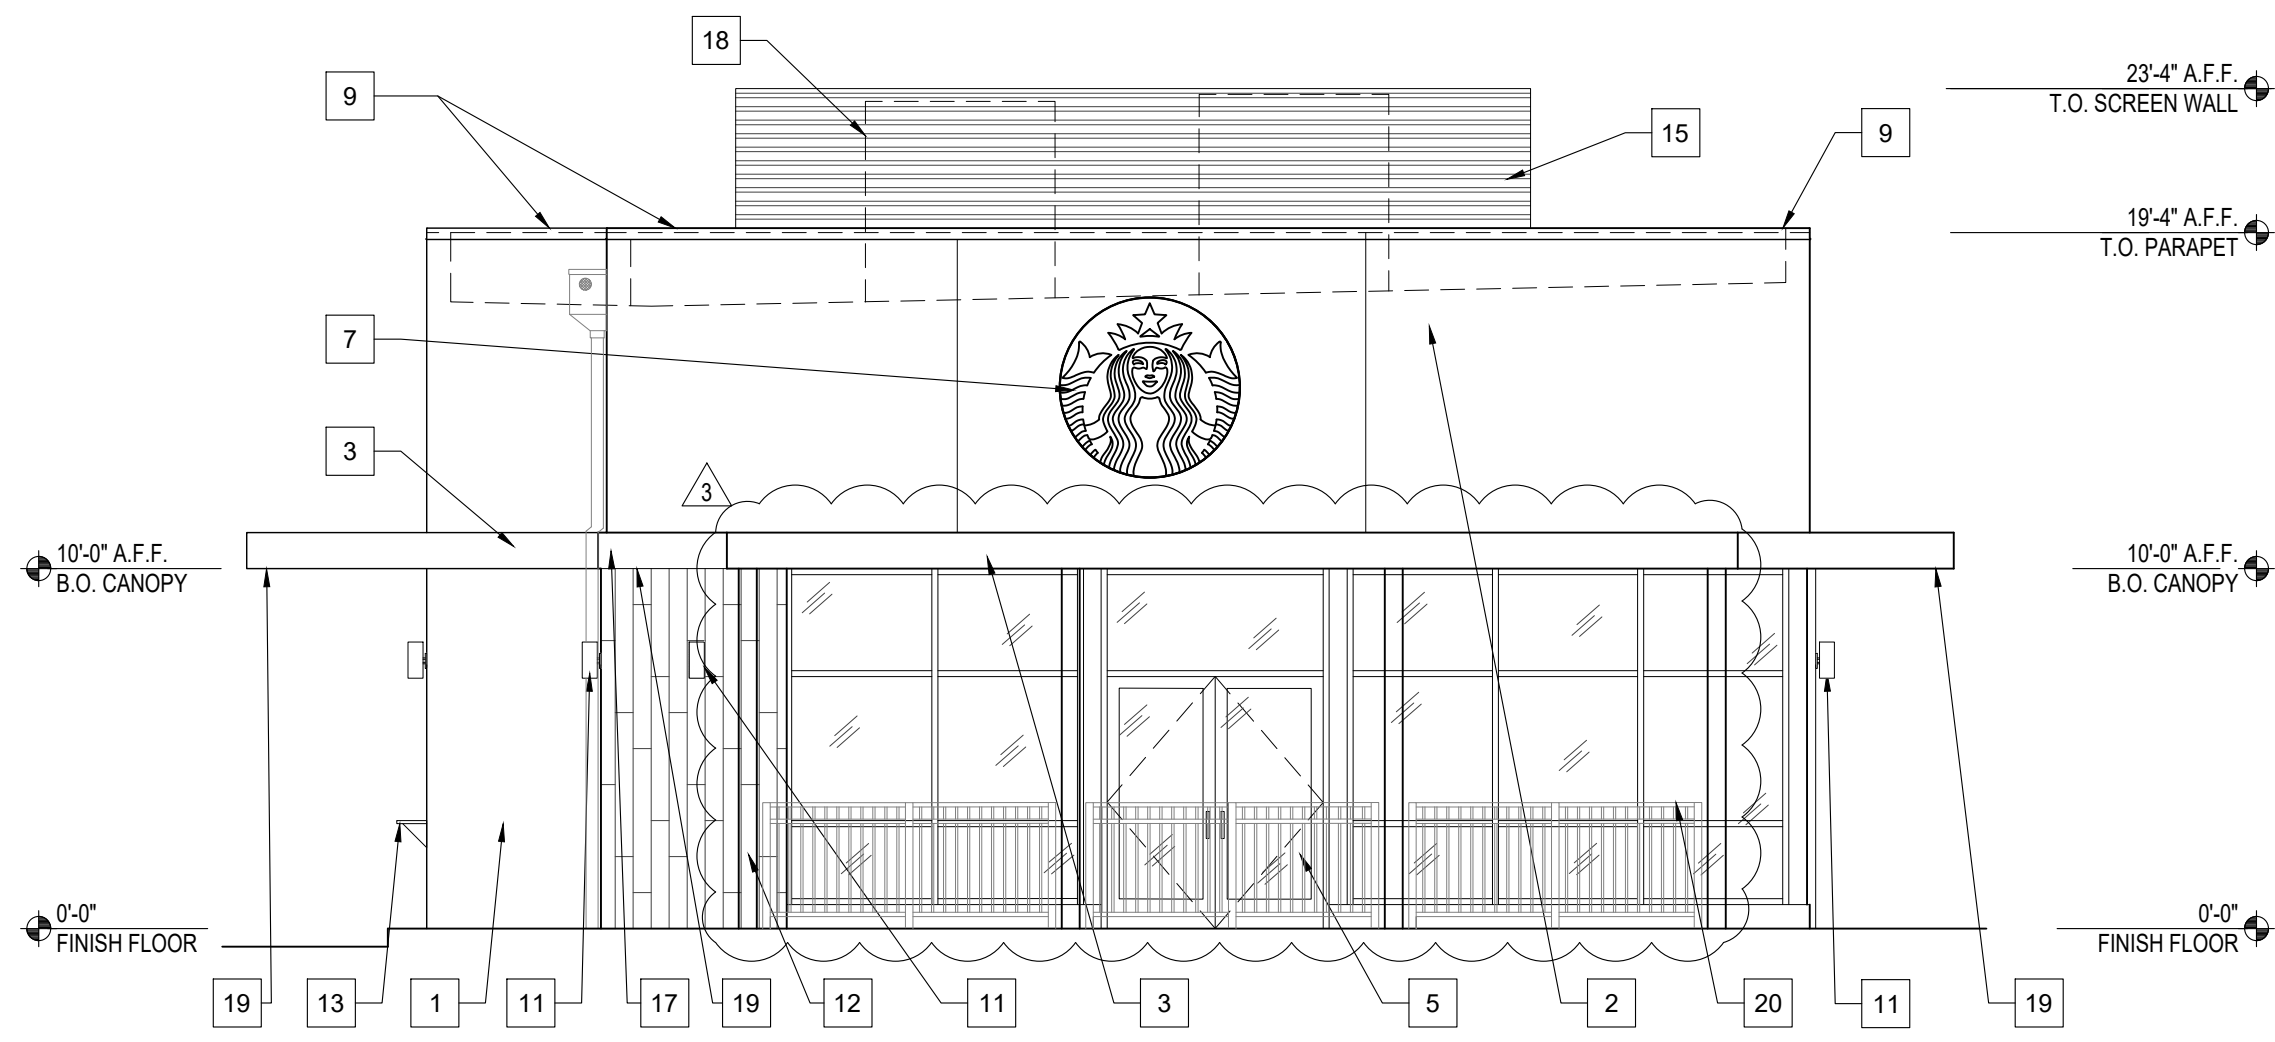 18
23'-4" A.F.F.
T.O. SCREEN WALL
9
15
9
19'-4" A.F.F.
T.O. PARAPET
7
3
3
10'-0" A.F.F.
B.O. CANOPY
10'-0" A.F.F.
B.O. CANOPY
0'-0"
FINISH FLOOR
0'-0"
FINISH FLOOR
19
13
1
11
17
19
12
11
3
5
2
20
11
19